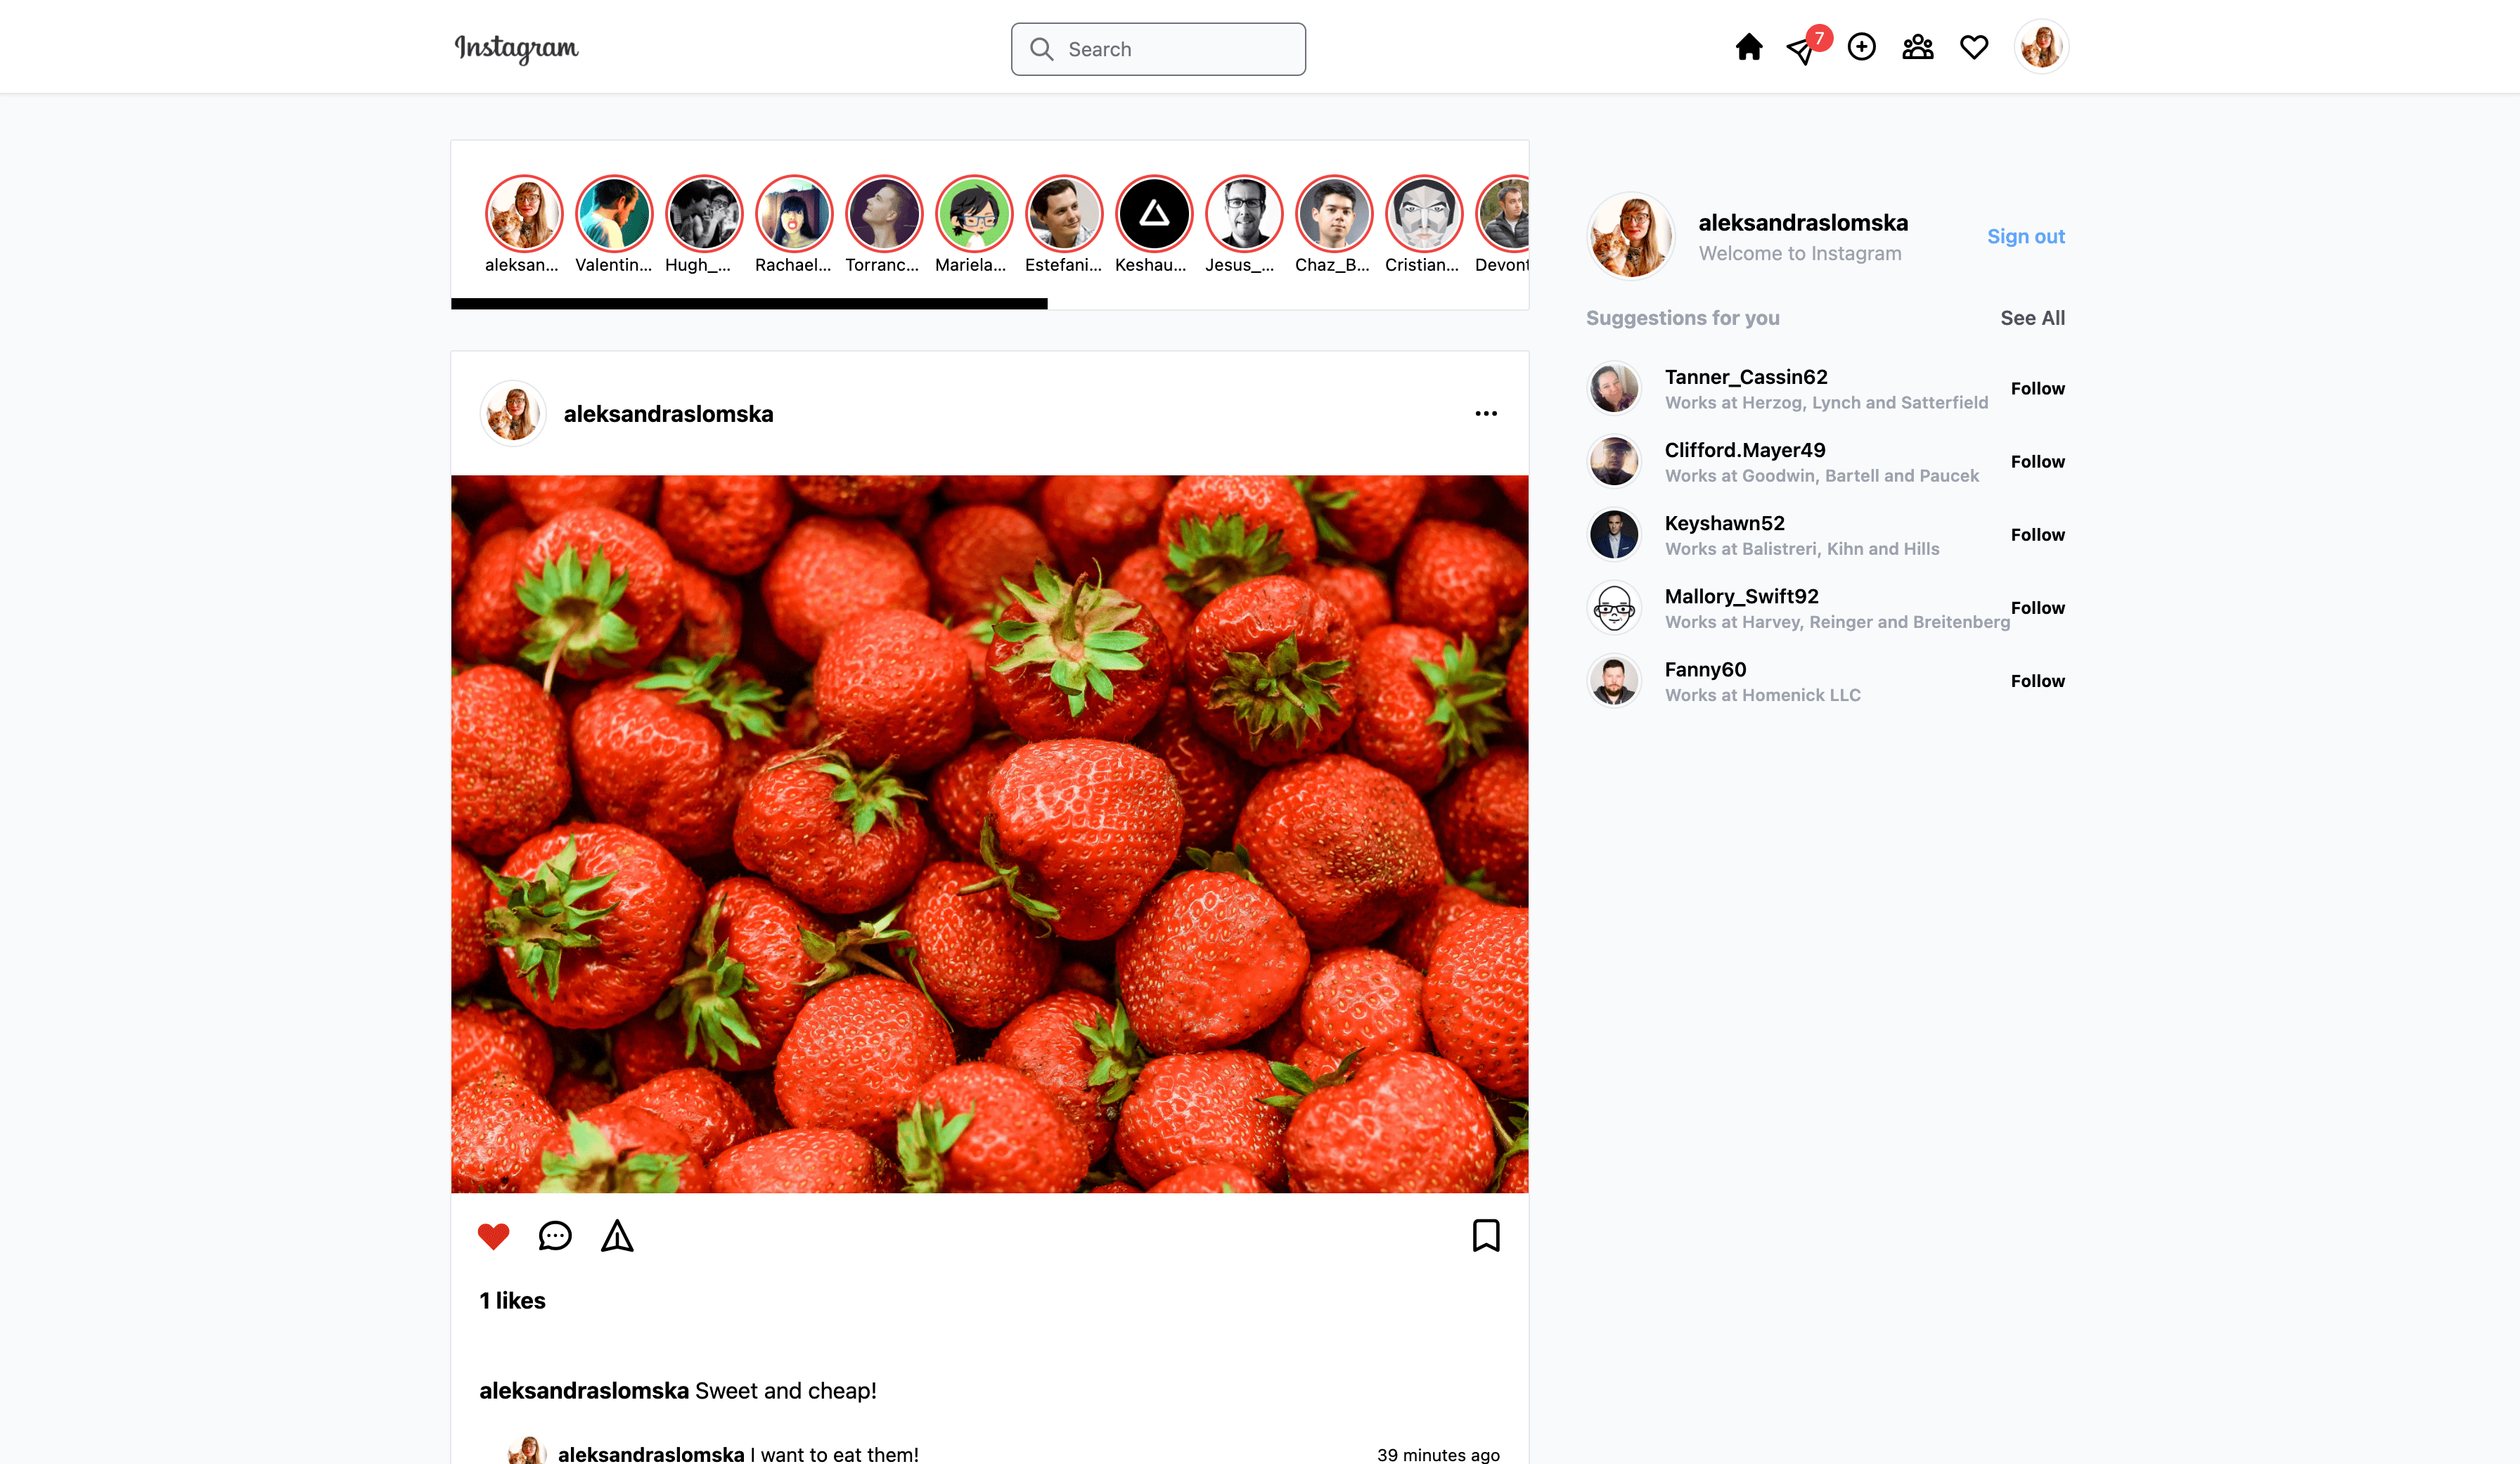 Instagram
Search
7
aleksan...
Valentin...
Hugh_...
Rachael...
Torranc...
Mariela...
Estefani...
Keshau...
Jesus_...
Chaz_B...
Cristian...
Devont
aleksandraslomska
Welcome to Instagram
Sign out
Suggestions for you
See All
Tanner_Cassin62
Works at Herzog, Lynch and Satterfield
Follow
Clifford.Mayer49
Works at Goodwin, Bartell and Paucek
Follow
Keyshawn52
Works at Balistreri, Kihn and Hills
Follow
Mallory_Swift92
Works at Harvey, Reinger and Breitenberg
Follow
Fanny60
Works at Homenick LLC
Follow
aleksandraslomska
1 likes
aleksandraslomska Sweet and cheap!
aleksandraslomska I want to eat them!
39 minutes ago